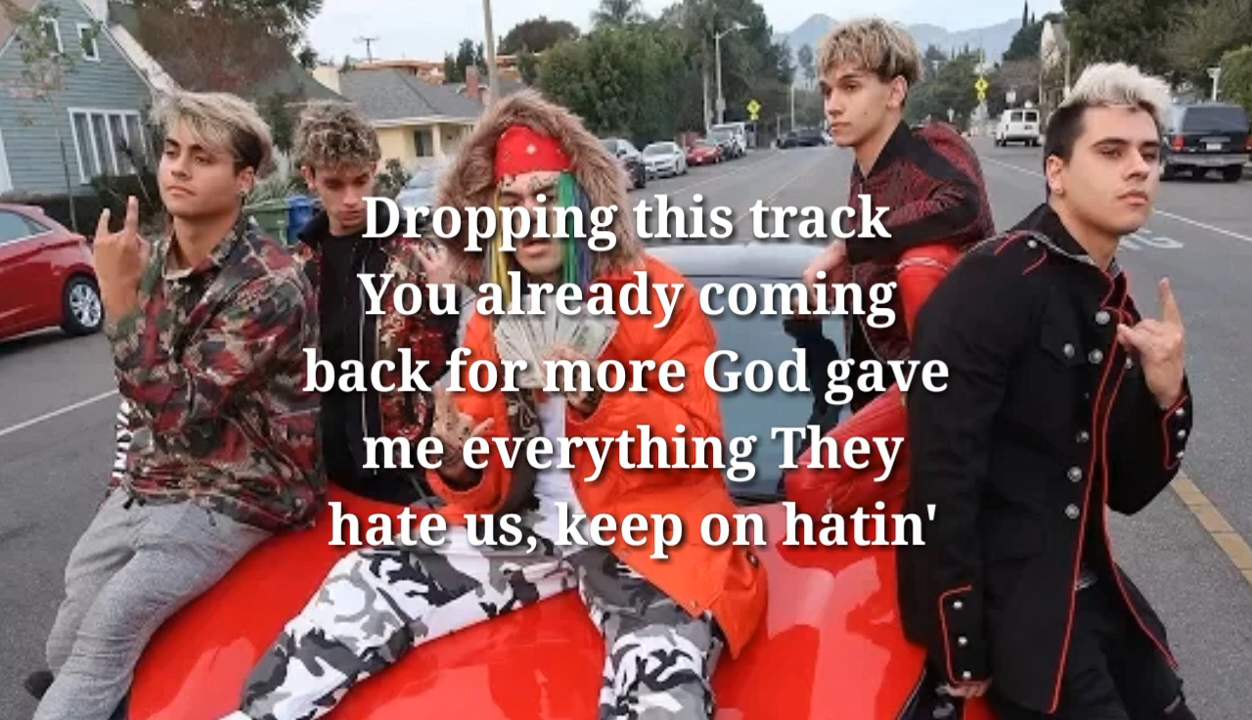 Dropping this track
You already coming
back for more God gave
me everything They
hate us, keep on hatin'